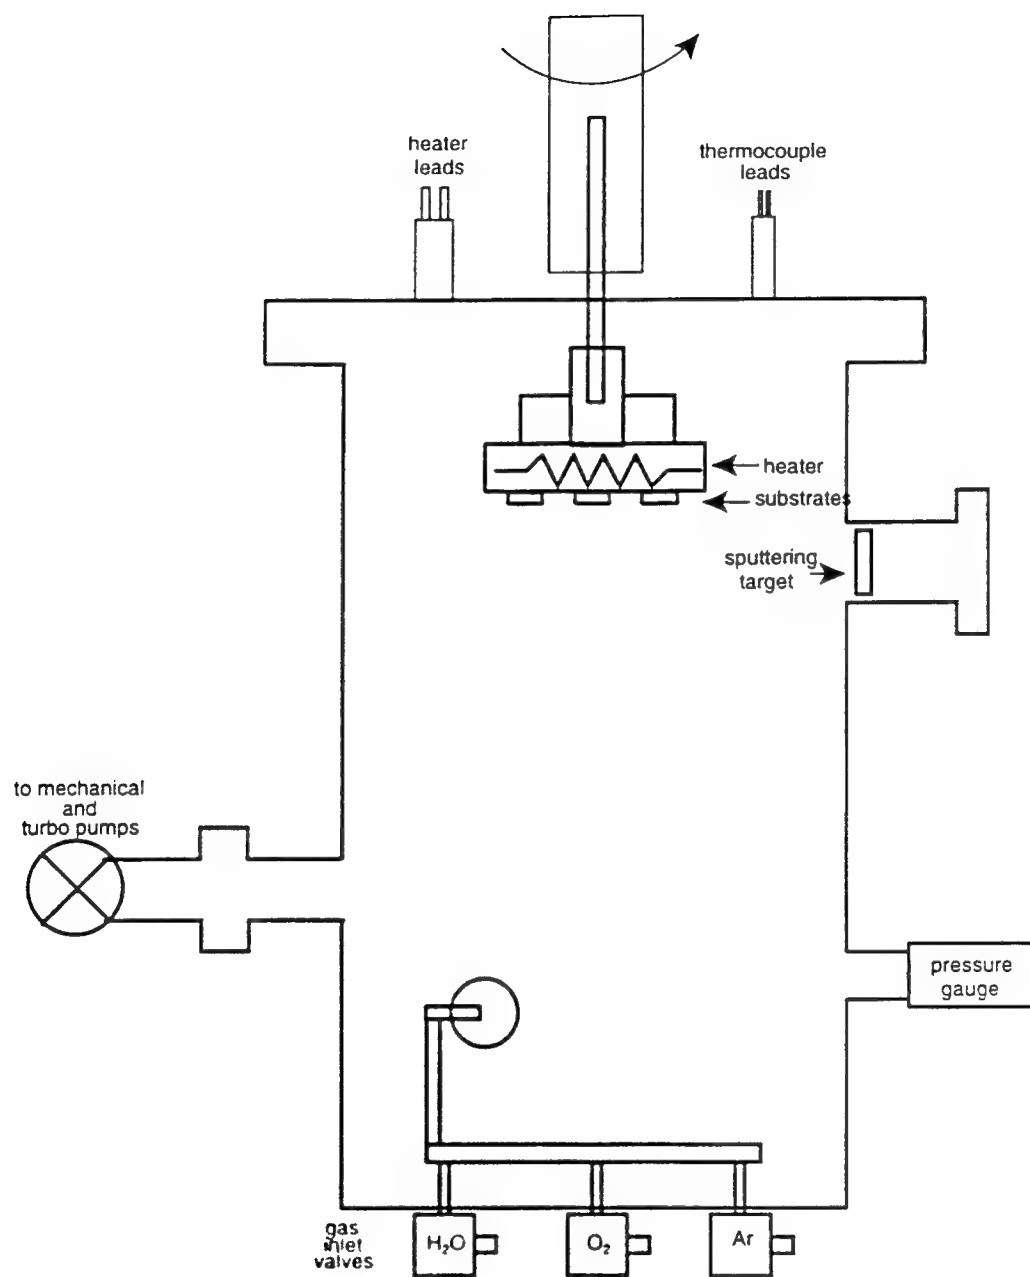 heater
leads
thermocouple
leads
heater
substrates
sputtering
target
to mechanical
and
turbo pumps
pressure
gauge
gas
inlet
valves
H₂O
O₂
Ar